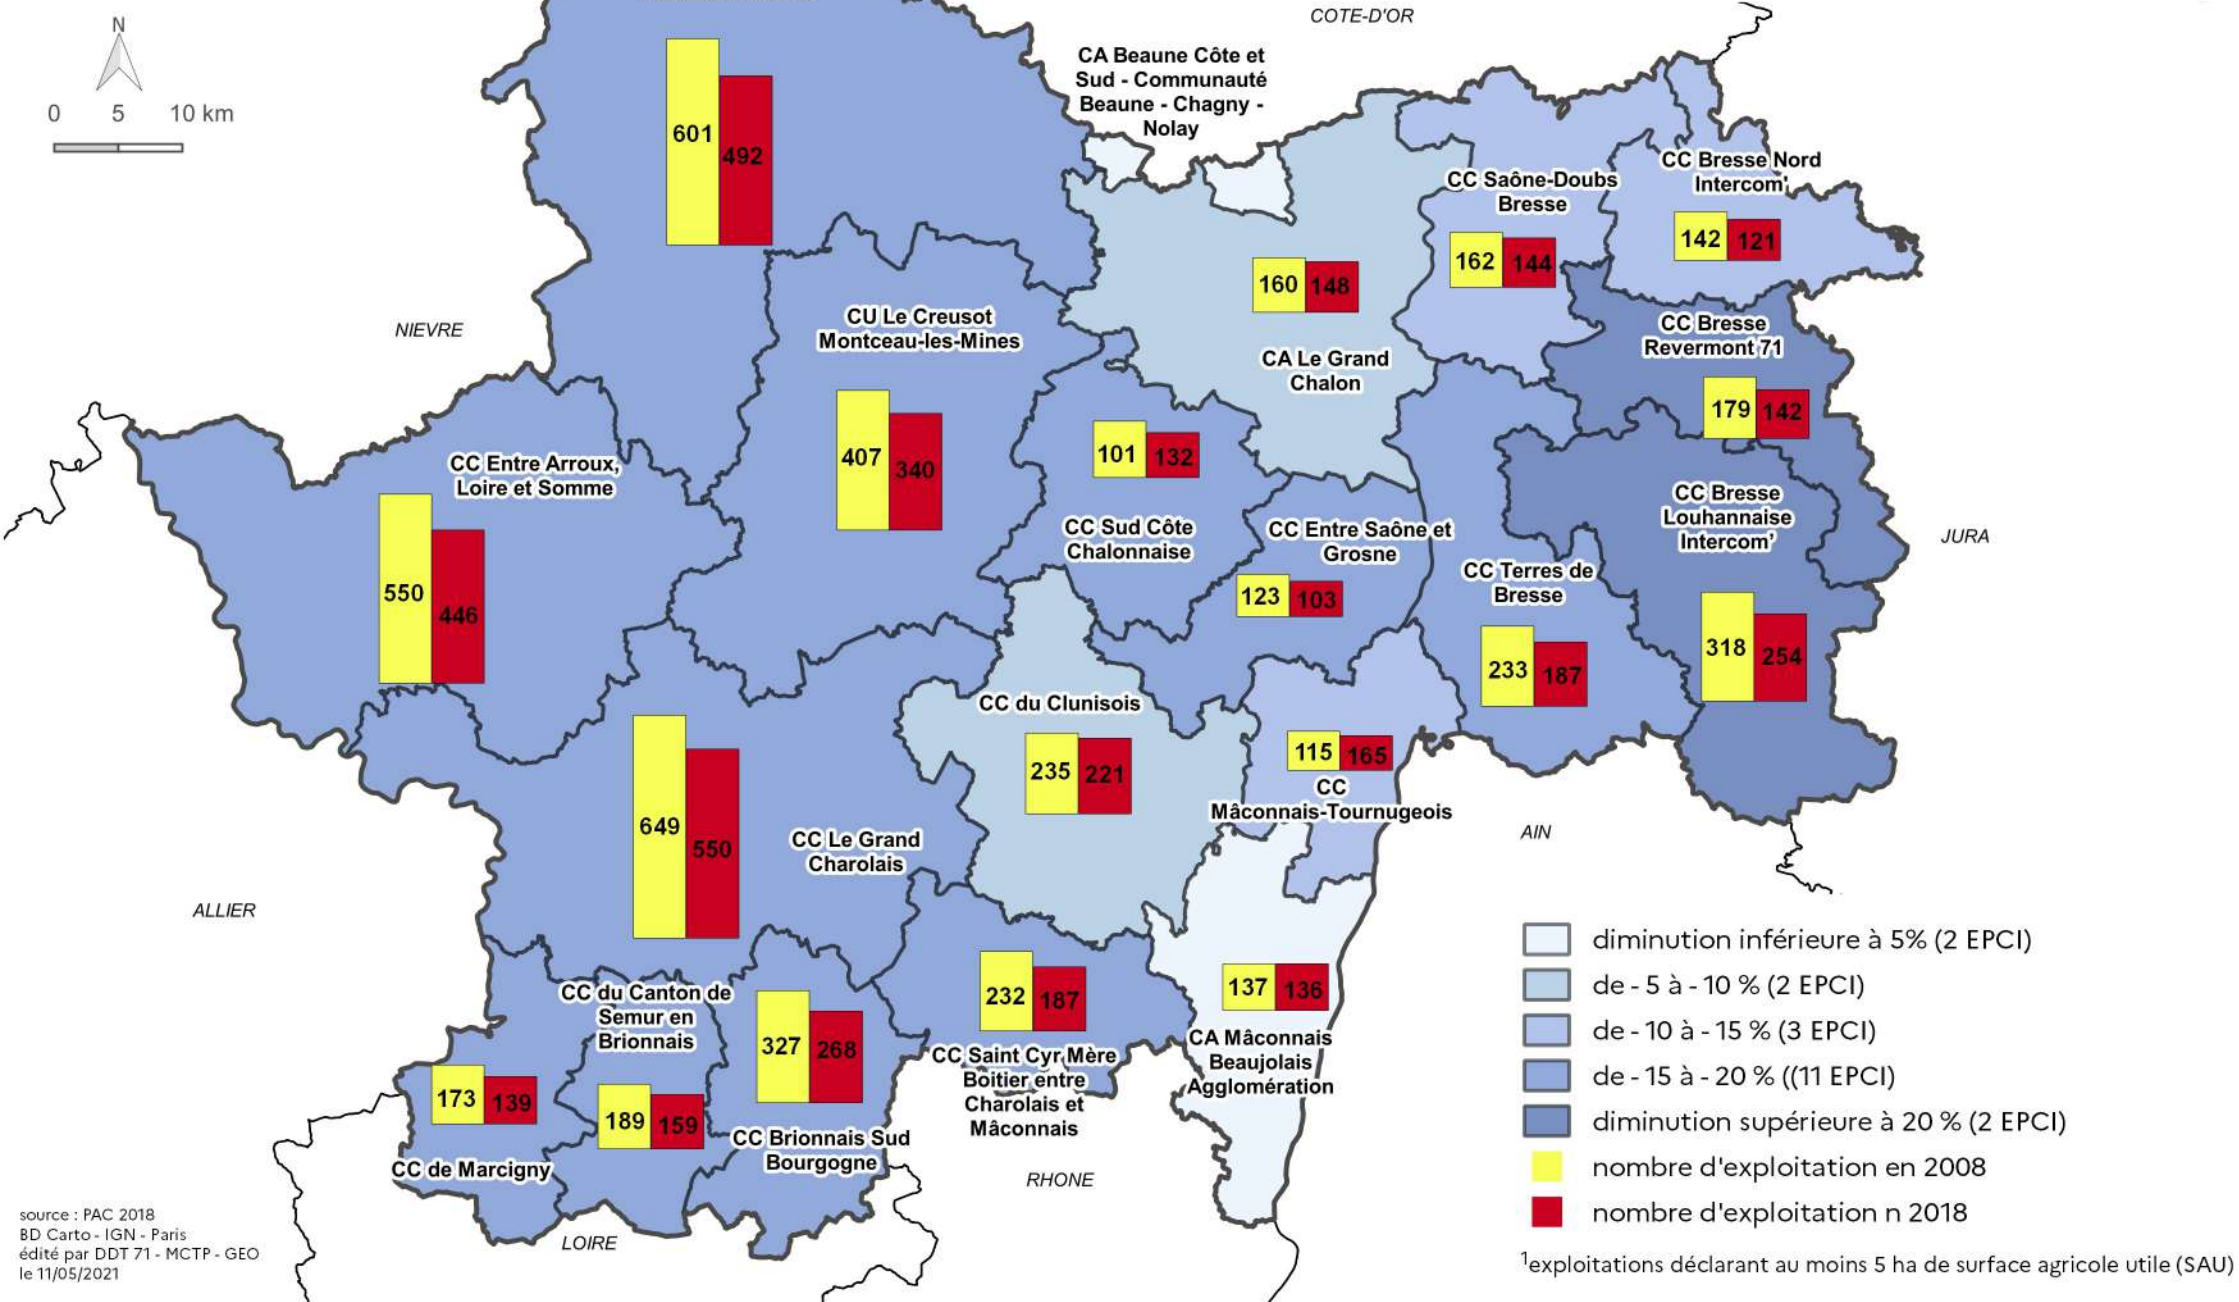 N
0 5 10 km
COTE-D'OR
CA Beaune Côte et
Sud - Communauté
Beaune - Chagny -
Nolay
601
492
CC Saône-Doubs
Bresse
162
144
CC Bresse Nord
Intercom'
142
121
NIEVRE
CU Le Creusot
Montceau-les-Mines
407
340
160
148
CA Le Grand
Chalon
CC Bresse
Revermont 71
179
142
CC Entre Arroux,
Loire et Somme
550
446
101
132
CC Sud Côte
Chalonnaise
CC Entre Saône et
Grosne
123
103
CC Bresse
Louhannaise
Intercom’
318
254
JURA
CC Terres de
Bresse
233
187
CC du Clunisois
235
221
115
165
CC
Mâconnais-Tournugeois
649
550
CC Le Grand
Charolais
AIN
ALLIER
CC du Canton de
Semur en
Brionnais
189
159
327
268
CC Brionnais Sud
Bourgogne
232
187
CC Saint Cyr Mère
Boitier entre
Charolais et
Mâconnais
137
136
CA Mâconnais
Beaujolais
Agglomération
173
139
CC de Marcigny
RHONE
LOIRE
diminution inférieure à 5% (2 EPCI)
de - 5 à - 10 % (2 EPCI)
de - 10 à - 15 % (3 EPCI)
de - 15 à - 20 % ((11 EPCI)
diminution supérieure à 20 % (2 EPCI)
nombre d'exploitation en 2008
nombre d'exploitation n 2018
¹exploitations déclarant au moins 5 ha de surface agricole utile (SAU)
source : PAC 2018
BD Carto - IGN - Paris
édité par DDT 71 - MCTP - GEO
le 11/05/2021